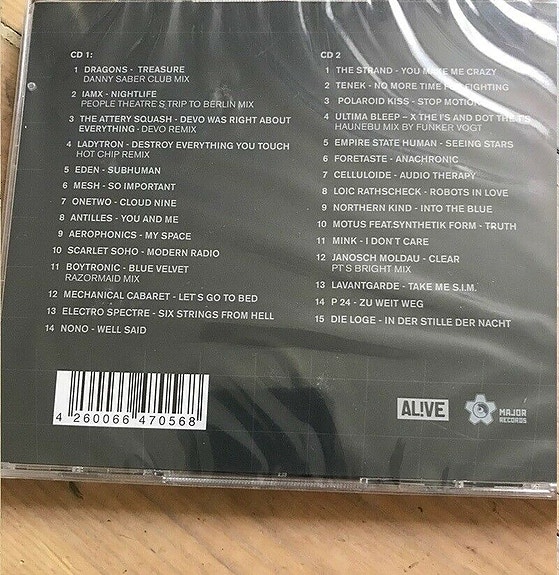 CD 1:
1 DRAGONS - TREASURE
DANNY SABER CLUB MIX
2 IAMX - NIGHTLIFE
PEOPLE THEATRE S TRIP TO BERLIN MIX
3 THE ATTERY SQUASH - DEVO WAS RIGHT ABOUT
EVERYTHING - DEVO REMIX
4 LADYTRON - DESTROY EVERYTHING YOU TOUCH
HOT CHIP REMIX
5 EDEN - SUBHUMAN
6 MESH - SO IMPORTANT
7 ONETWO - CLOUD NINE
8 ANTILLES - YOU AND ME
9 AEROPHONICS - MY SPACE
10 SCARLET SOHO - MODERN RADIO
11 BOYTRONIC - BLUE VELVET
RAZORMAID MIX
12 MECHANICAL CABARET - LET'S GO TO BED
13 ELECTRO SPECTRE - SIX STRINGS FROM HELL
14 NONO - WELL SAID
CD 2
1 THE STRAND - YOU MAKE ME CRAZY
2 TENEK - NO MORE TIME FOR FIGHTING
3 POLAROID KISS - STOP MOTION
4 ULTIMA BLEEP - X THE I'S AND DOT THE T'S
HAUNEBU MIX BY FUNKER VOGT
5 EMPIRE STATE HUMAN - SEEING STARS
6 FORETASTE - ANACHRONIC
7 CELLULOIDE - AUDIO THERAPY
8 LOIC RATHSCHECK - ROBOTS IN LOVE
9 NORTHERN KIND - INTO THE BLUE
10 MOTUS FEAT.SYNTHETIK FORM - TRUTH
11 MINK - I DON'T CARE
12 JANOSCH MOLDAU - CLEAR
PT'S BRIGHT MIX
13 LAVANTGARDE - TAKE ME S.I.M.
14 P 24 - ZU WEIT WEG
15 DIE LOGE - IN DER STILLE DER NACHT
4 260066 470568
AL!VE
MAJOR
RECORDS